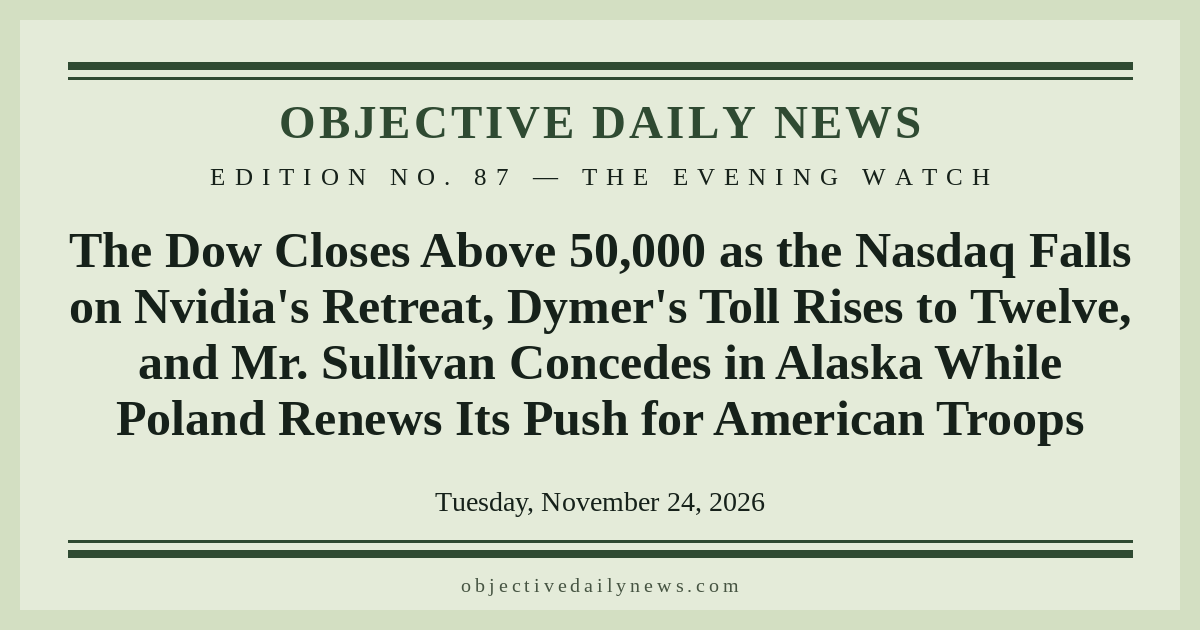 OBJECTIVE DAILY NEWS
EDITION NO. 87 — THE EVENING WATCH
The Dow Closes Above 50,000 as the Nasdaq Falls
on Nvidia's Retreat, Dymer's Toll Rises to Twelve,
and Mr. Sullivan Concedes in Alaska While
Poland Renews Its Push for American Troops
Tuesday, November 24, 2026
objectivedailynews.com